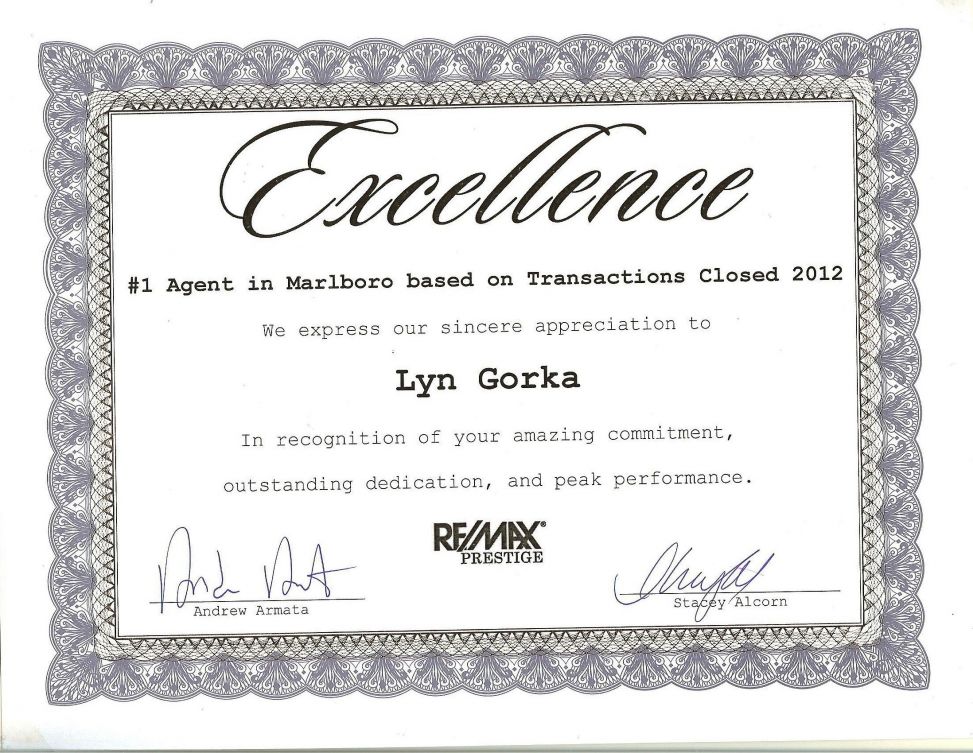 Excellence
#1 Agent in Marlboro based on Transactions Closed 2012
We express our sincere appreciation to
Lyn Gorka
In recognition of your amazing commitment,
outstanding dedication, and peak performance.
RE/MAX®
PRESTIGE
Andrew Armata
Stacey Alcorn